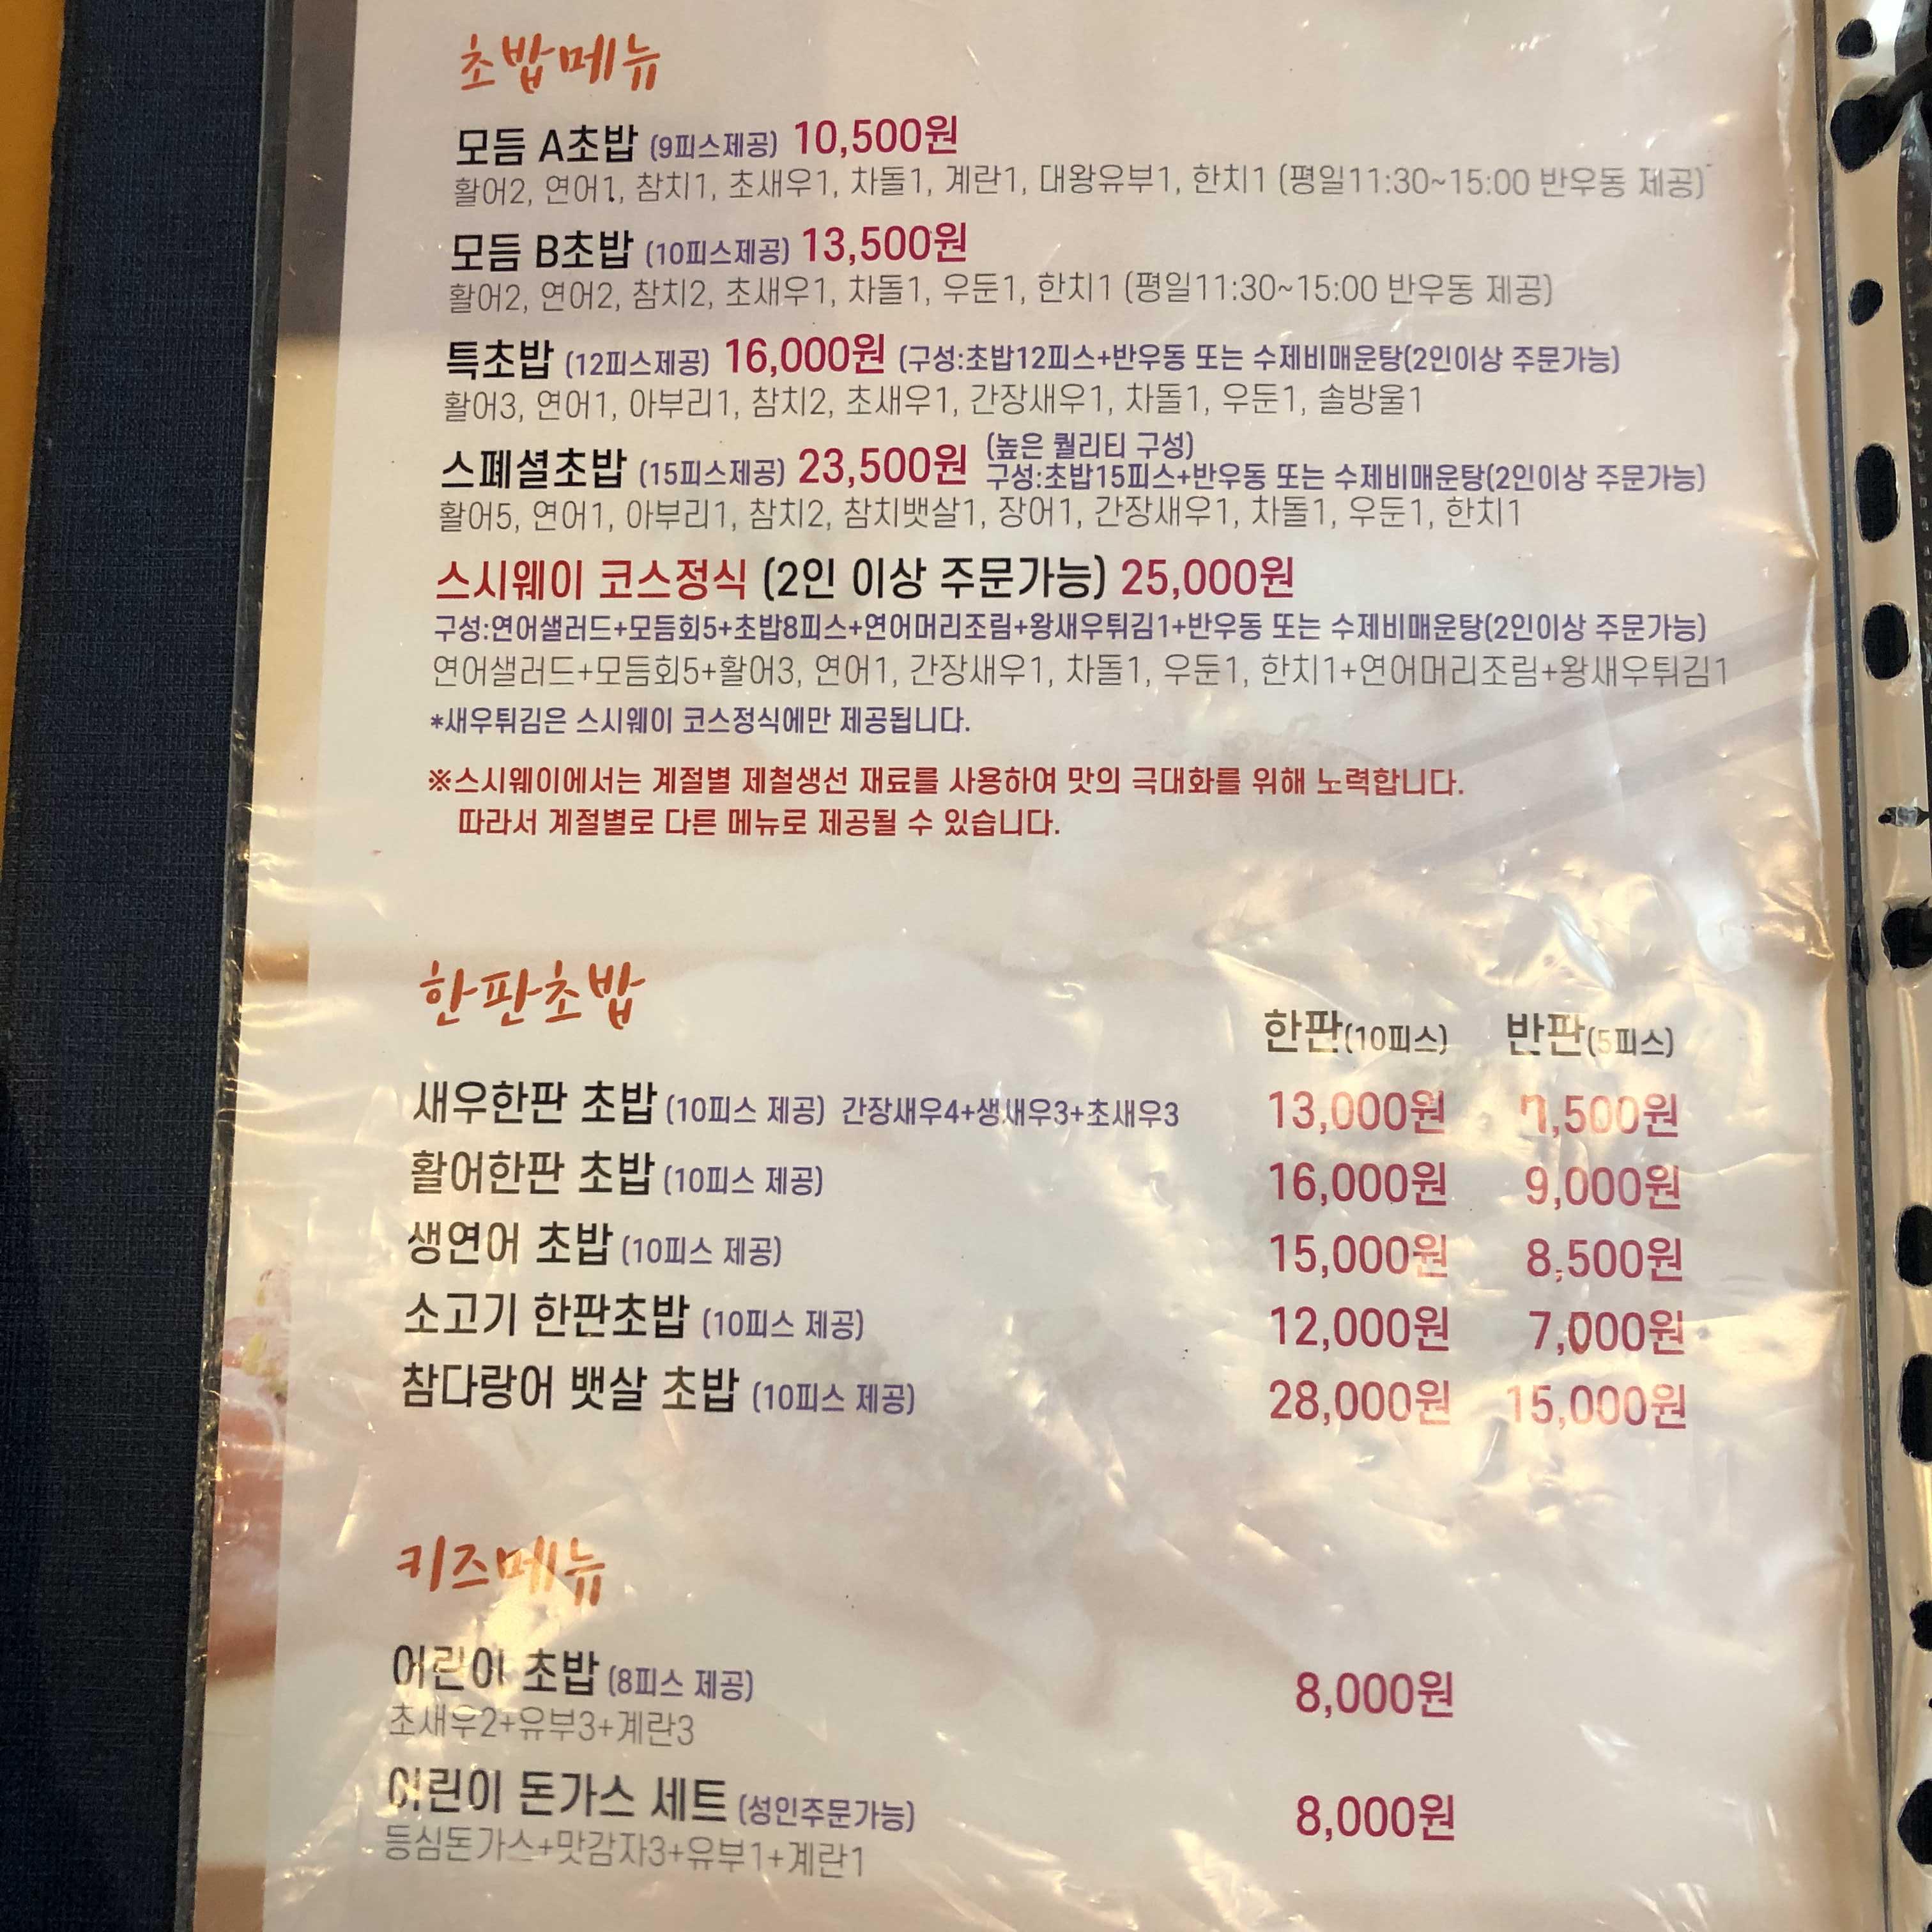 초밥메뉴
모듬 A초밥 (9피스제공) 10,500원
활어2, 연어1, 참치1, 초새우1, 차돌1, 계란1, 대왕유부1, 한치1 (평일11:30~15:00 반우동 제공)
모듬 B초밥 (10피스제공) 13,500원
활어2, 연어2, 참치2, 초새우1, 차돌1, 우둔1, 한치1 (평일11:30~15:00 반우동 제공)
특초밥 (12피스제공) 16,000원 (구성:초밥12피스+반우동 또는 수제비매운탕(2인이상 주문가능)
활어3, 연어1, 아부리1, 참치2, 초새우1, 간장새우1, 차돌1, 우둔1, 솔방울1
스페셜초밥 (15피스제공) 23,500원 (높은 퀄리티 구성)
구성:초밥15피스+반우동 또는 수제비매운탕(2인이상 주문가능)
활어5, 연어1, 아부리1, 참치2, 참치뱃살1, 장어1, 간장새우1, 차돌1, 우둔1, 한치1
스시웨이 코스정식 (2인 이상 주문가능) 25,000원
구성:연어샐러드+모듬회5+초밥8피스+연어머리조림+왕새우튀김1+반우동 또는 수제비매운탕(2인이상 주문가능)
연어샐러드+모듬회5+활어3, 연어1, 간장새우1, 차돌1, 우둔1, 한치1+연어머리조림+왕새우튀김1
*새우튀김은 스시웨이 코스정식에만 제공됩니다.
※스시웨이에서는 계절별 제철생선 재료를 사용하여 맛의 극대화를 위해 노력합니다.
따라서 계절별로 다른 메뉴로 제공될 수 있습니다.
한판초밥
한판(10피스) 반판(5피스)
새우한판 초밥 (10피스 제공) 간장새우4+생새우3+초새우3 13,000원 7,500원
활어한판 초밥 (10피스 제공) 16,000원 9,000원
생연어 초밥 (10피스 제공) 15,000원 8,500원
소고기 한판초밥 (10피스 제공) 12,000원 7,000원
참다랑어 뱃살 초밥 (10피스 제공) 28,000원 15,000원
키즈메뉴
어린이 초밥 (8피스 제공) 8,000원
초새우2+유부3+계란3
어린이 돈가스 세트 (성인주문가능) 8,000원
등심돈가스+맛감자3+유부1+계란1